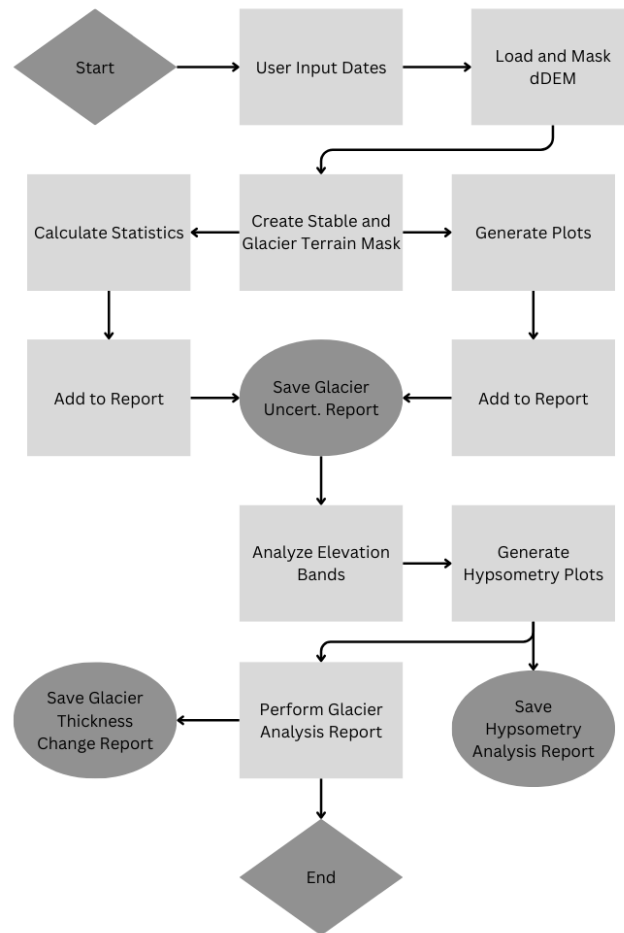 Start
User Input Dates
Load and Mask
dDEM
Calculate Statistics
Create Stable and
Glacier Terrain Mask
Generate Plots
Add to Report
Save Glacier
Uncert. Report
Add to Report
Analyze Elevation
Bands
Generate
Hypsometry Plots
Save Glacier
Thickness
Change Report
Perform Glacier
Analysis Report
Save
Hypsometry
Analysis Report
End